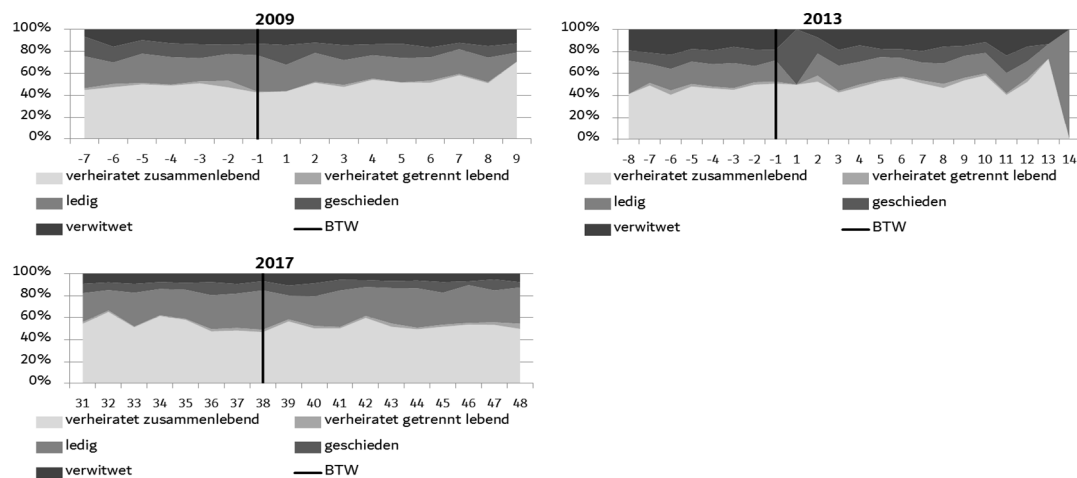 2009
100%
80%
60%
40%
20%
0%
-7 -6 -5 -4 -3 -2 -1 1 2 3 4 5 6 7 8 9
verheiratet zusammenlebend verheiratet getrennt lebend
ledig geschieden
verwitwet BTW
2013
100%
80%
60%
40%
20%
0%
-8 -7 -6 -5 -4 -3 -2 -1 1 2 3 4 5 6 7 8 9 10 11 12 13 14
verheiratet zusammenlebend verheiratet getrennt lebend
ledig geschieden
verwitwet BTW
2017
100%
80%
60%
40%
20%
0%
31 32 33 34 35 36 37 38 39 40 41 42 43 44 45 46 47 48
verheiratet zusammenlebend verheiratet getrennt lebend
ledig geschieden
verwitwet BTW